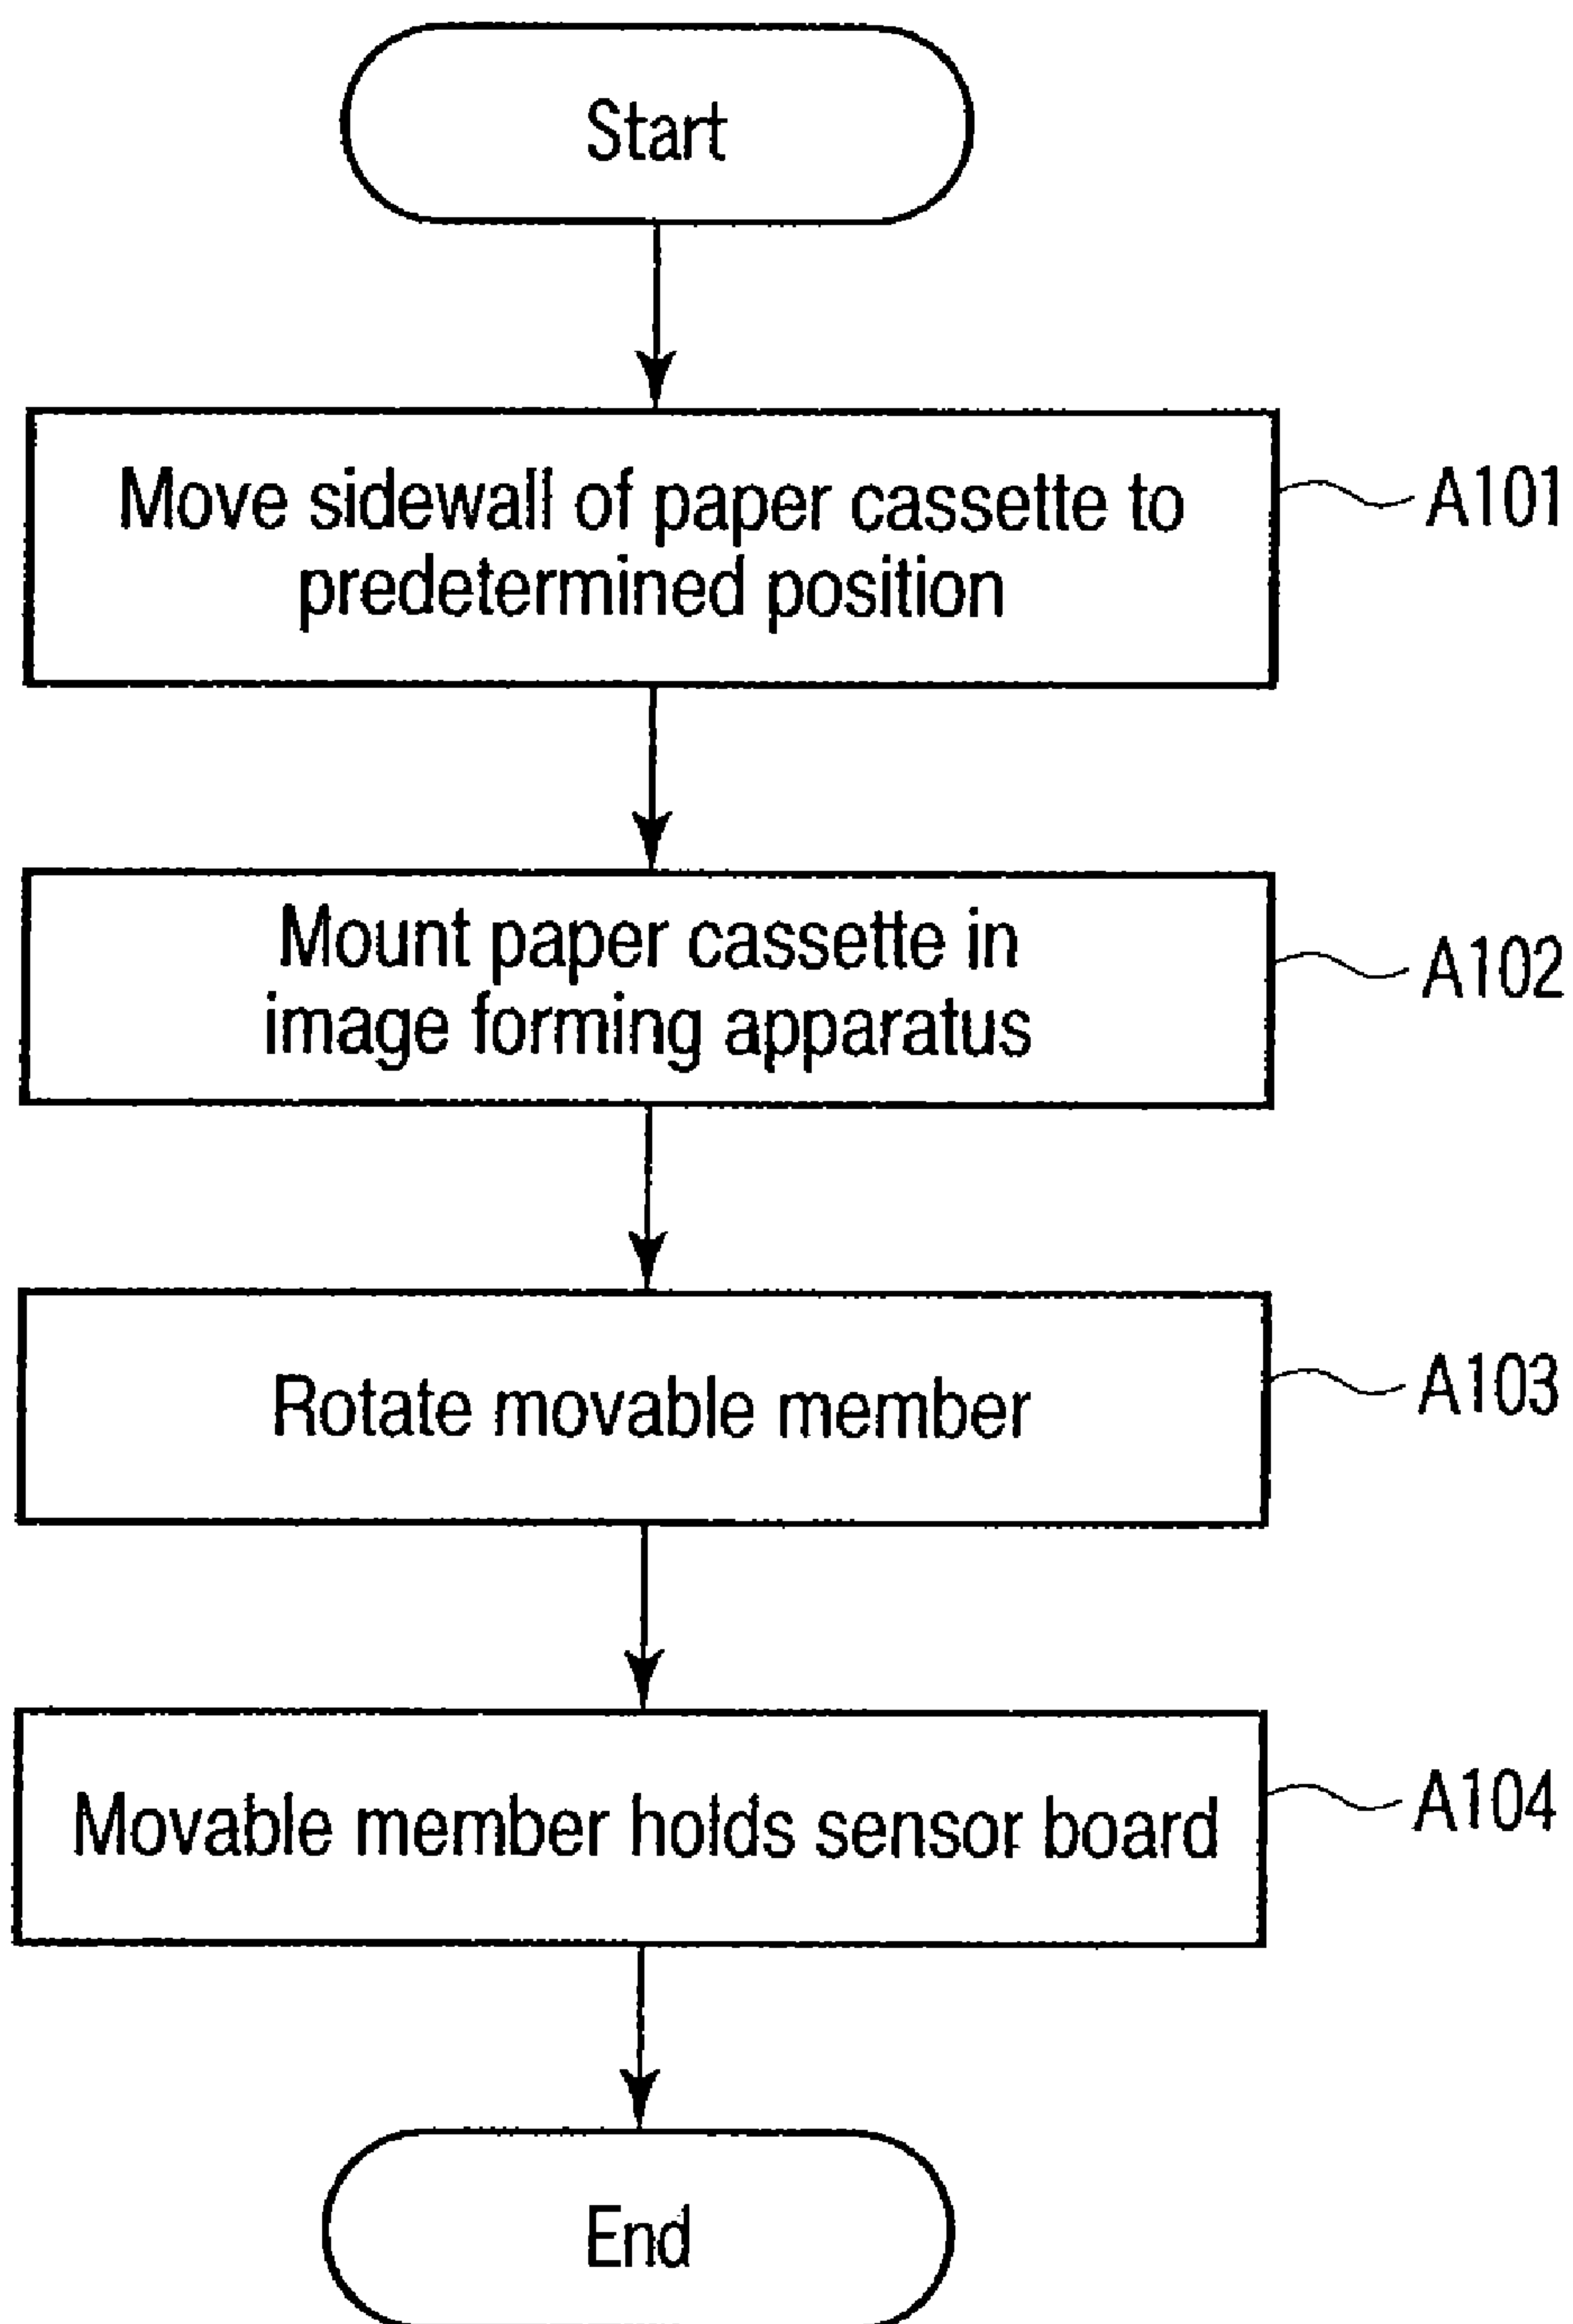 Start
Move sidewall of paper cassette to
predetermined position
A101
Mount paper cassette in
image forming apparatus
A102
Rotate movable member
A103
Movable member holds sensor board
A104
End